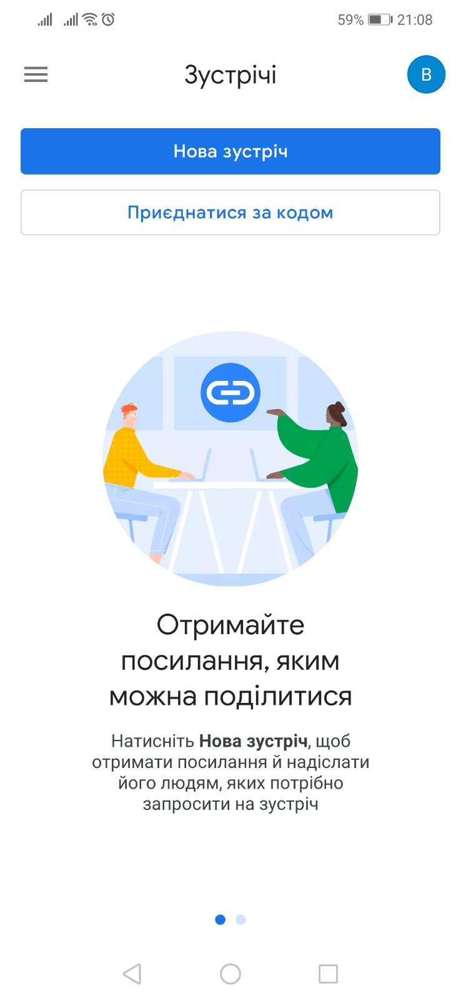 59% 21:08
Зустрічі
В
Нова зустріч
Приєднатися за кодом
Отримайте
посилання, яким
можна поділитися
Натисніть Нова зустріч, щоб
отримати посилання й надіслати
його людям, яких потрібно
запросити на зустріч